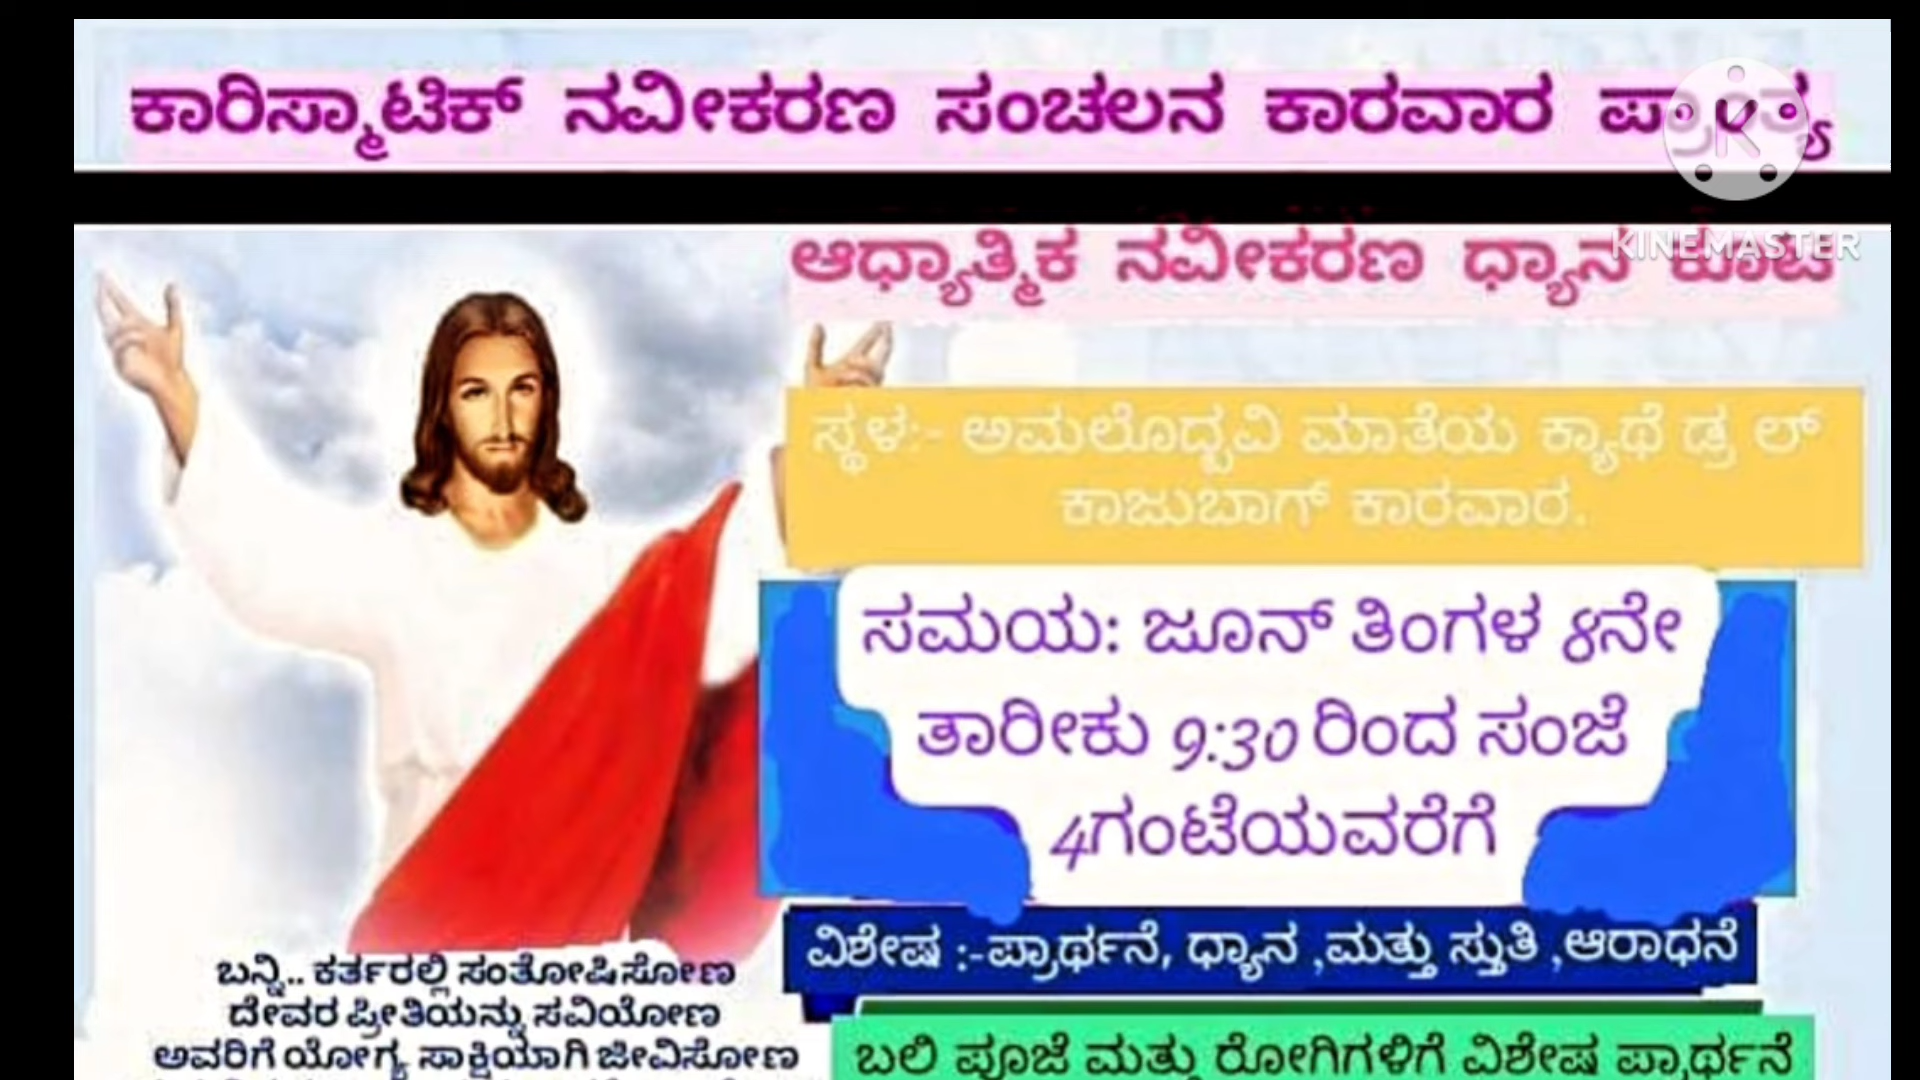 ಕಾರಿಸ್ಮಾಟಿಕ್ ನವೀಕರಣ ಸಂಚಲನ ಕಾರವಾರ
KINEMASTER
ಆಧ್ಯಾತ್ಮಿಕ ನವೀಕರಣ ಧ್ಯಾನ ಕೂಟ
ಸ್ಥಳ:- ಅಮಲೊದ್ಭವಿ ಮಾತೆಯ ಕ್ಯಾಥೆ ಡ್ರ ಲ್
ಕಾಜುಬಾಗ್ ಕಾರವಾರ.
ಸಮಯ: ಜೂನ್ ತಿಂಗಳ 8ನೇ
ತಾರೀಕು 9:30 ರಿಂದ ಸಂಜೆ
4ಗಂಟೆಯವರೆಗೆ
ವಿಶೇಷ :-ಪ್ರಾರ್ಥನೆ, ಧ್ಯಾನ ,ಮತ್ತು ಸ್ತುತಿ ,ಆರಾಧನೆ
ಬಲಿ ಪೂಜೆ ಮತ್ತು ರೋಗಿಗಳಿಗೆ ವಿಶೇಷ ಪ್ರಾರ್ಥನೆ
ಬನ್ನಿ.. ಕರ್ತರಲ್ಲಿ ಸಂತೋಷಿಸೋಣ
ದೇವರ ಪ್ರೀತಿಯನ್ನು ಸವಿಯೋಣ
ಅವರಿಗೆ ಯೋಗ್ಯ ಸಾಕ್ಷಿಯಾಗಿ ಜೀವಿಸೋಣ